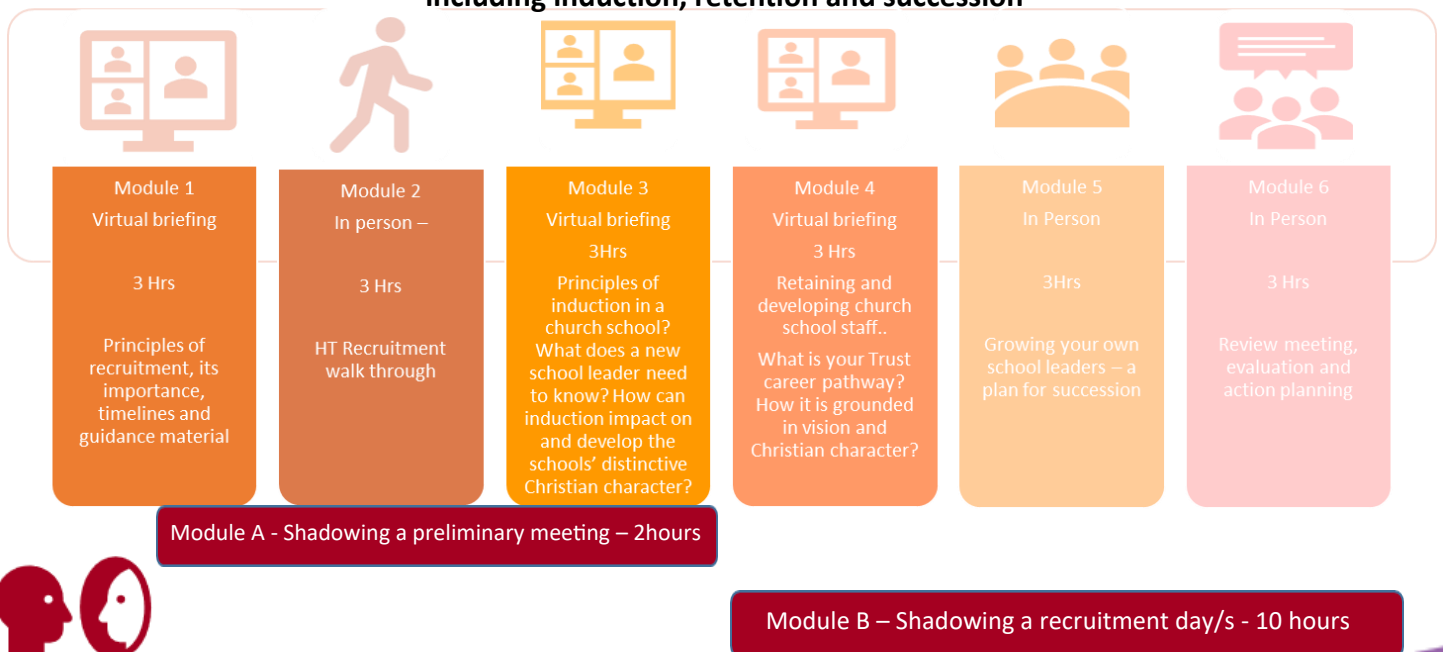 including induction, retention and succession
Module 1
Virtual briefing
3 Hrs
Principles of
recruitment, its
importance,
timelines and
guidance material
Module 2
In person –
3 Hrs
HT Recruitment
walk through
Module 3
Virtual briefing
3Hrs
Principles of
induction in a
church school?
What does a new
school leader need
to know? How can
induction impact on
and develop the
schools’ distinctive
Christian character?
Module 4
Virtual briefing
3 Hrs
Retaining and
developing church
school staff..
What is your Trust
career pathway?
How it is grounded
in vision and
Christian character?
Module 5
In Person
3Hrs
Growing your own
school leaders – a
plan for succession
Module 6
In Person
3 Hrs
Review meeting,
evaluation and
action planning
Module A - Shadowing a preliminary meeting – 2hours
Module B – Shadowing a recruitment day/s - 10 hours